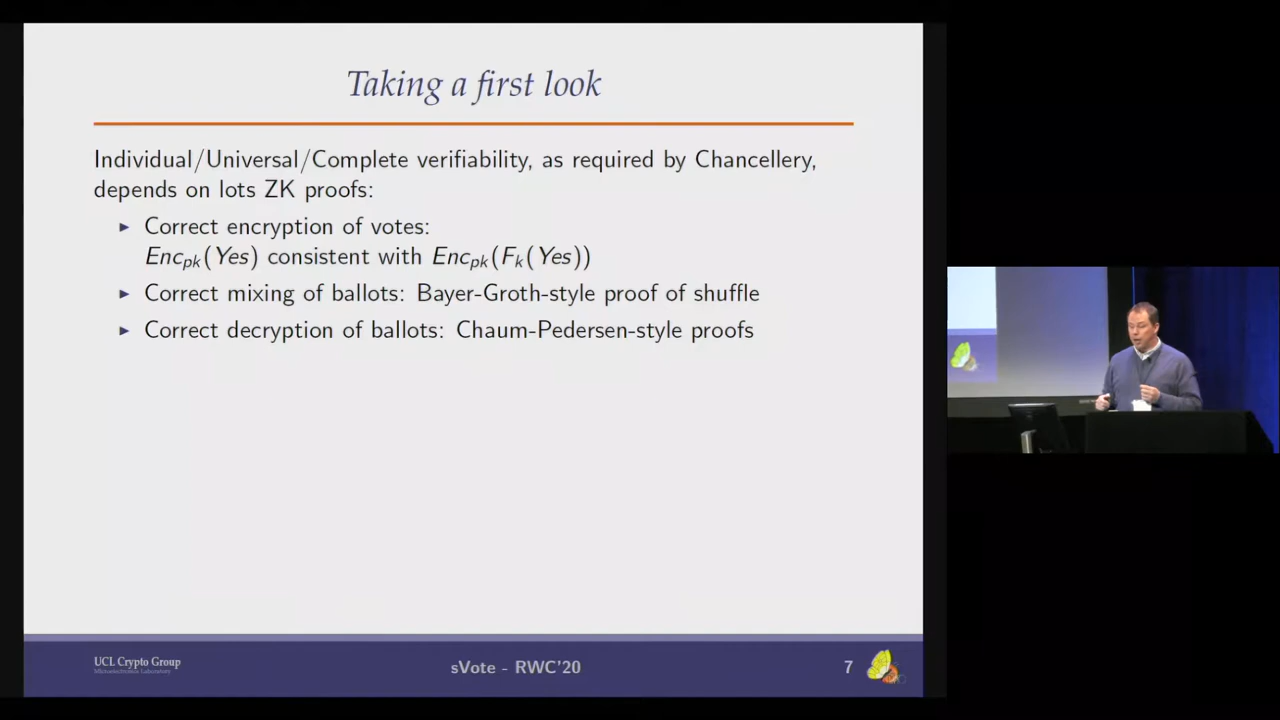 Taking a first look
Individual/Universal/Complete verifiability, as required by Chancellery,
depends on lots ZK proofs:
▶ Correct encryption of votes:
Enc_pk(Yes) consistent with Enc_pk(F_k(Yes))
▶ Correct mixing of ballots: Bayer-Groth-style proof of shuffle
▶ Correct decryption of ballots: Chaum-Pedersen-style proofs
UCL Crypto Group
Microelectronics Laboratory
sVote - RWC'20
7